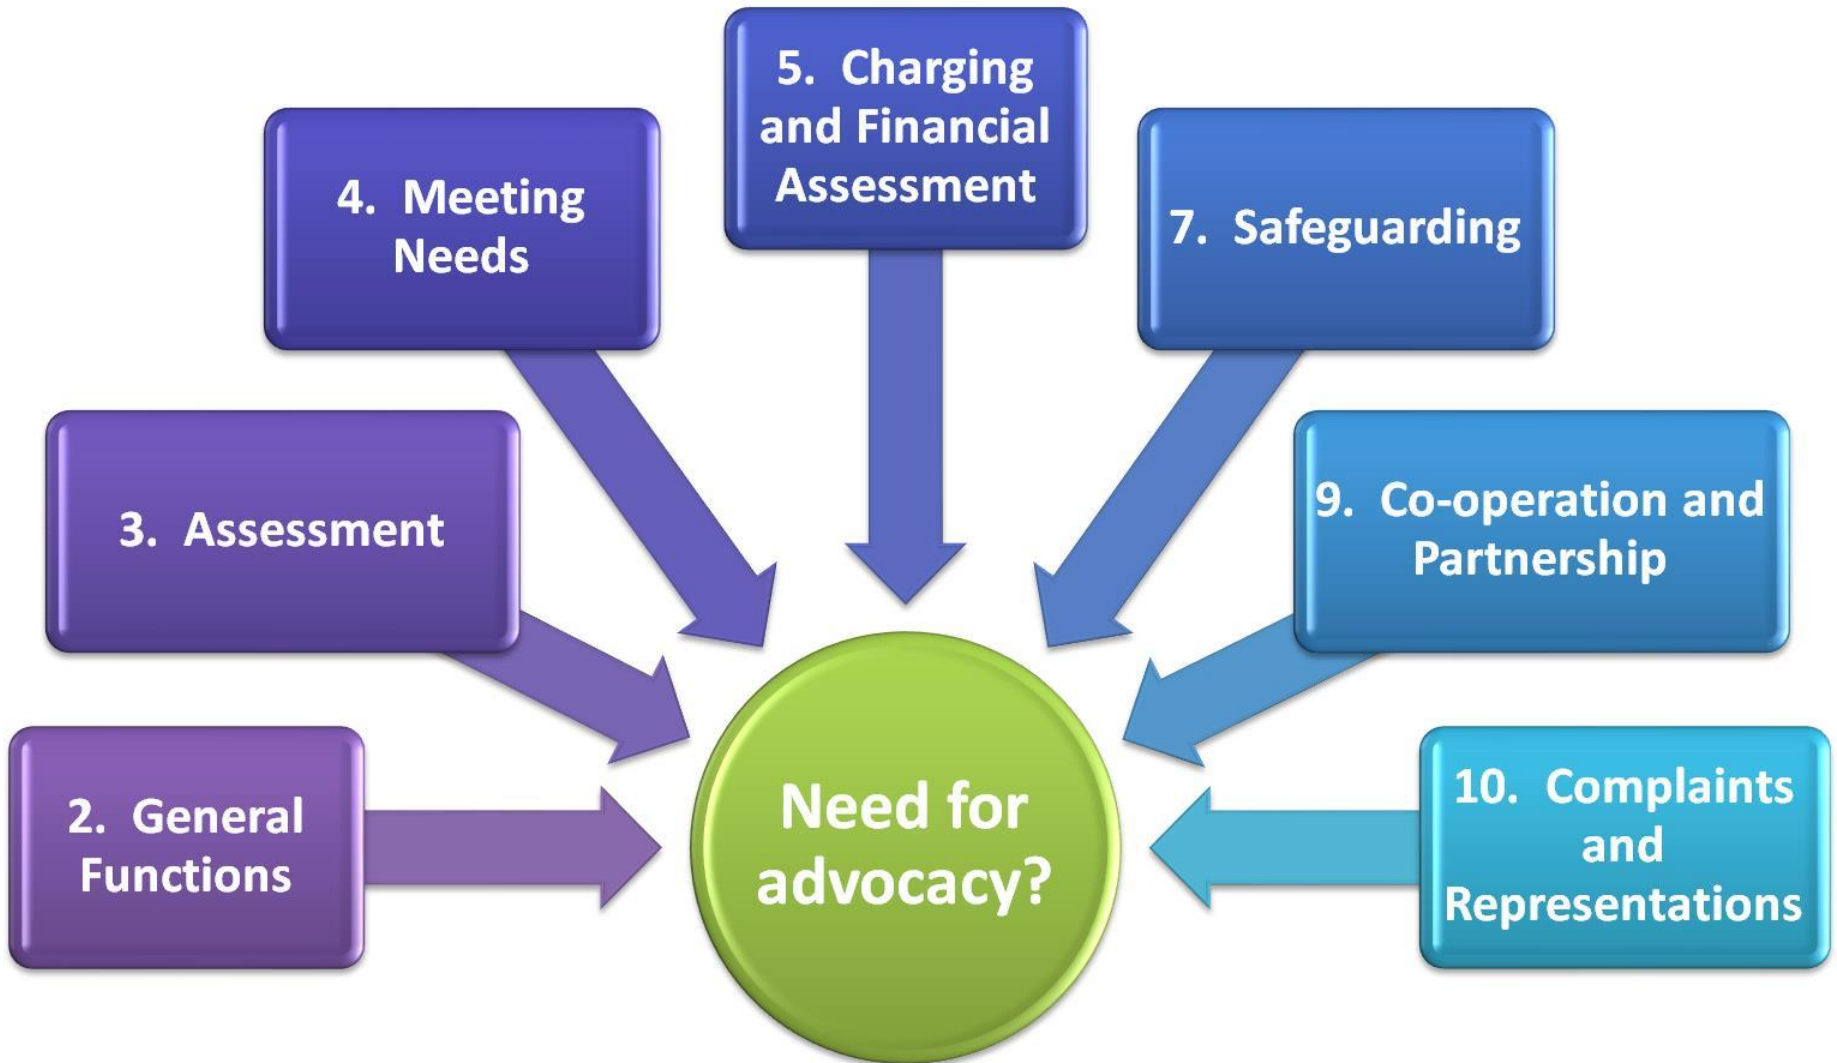 5. Charging
and Financial
Assessment
4. Meeting
Needs
7. Safeguarding
3. Assessment
9. Co-operation and
Partnership
2. General
Functions
10. Complaints
and
Representations
Need for
advocacy?